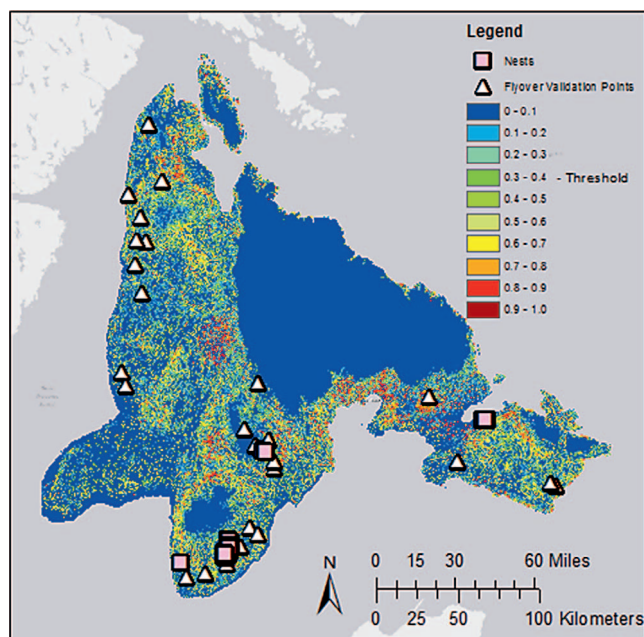 Legend
Nests
Flyover Validation Points
0 - 0.1
0.1 - 0.2
0.2 - 0.3
0.3 - 0.4 - Threshold
0.4 - 0.5
0.5 - 0.6
0.6 - 0.7
0.7 - 0.8
0.8 - 0.9
0.9 - 1.0
N
0 15 30 60 Miles
0 25 50 100 Kilometers